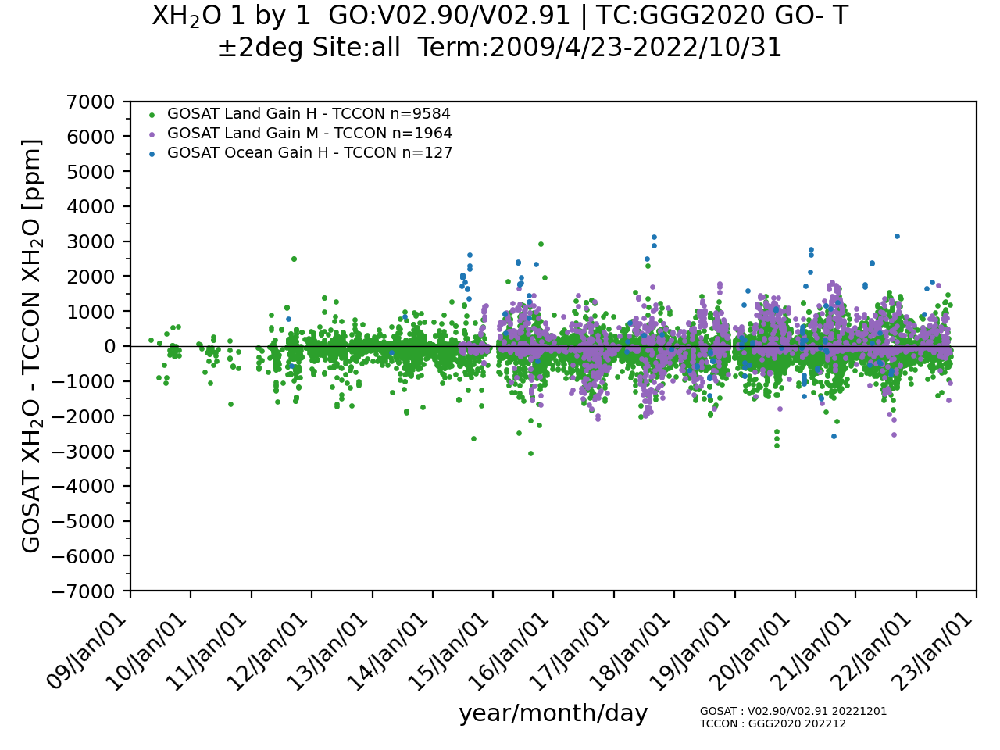 XH₂O 1 by 1  GO:V02.90/V02.91 | TC:GGG2020 GO- T
±2deg Site:all  Term:2009/4/23-2022/10/31
GOSAT Land Gain H - TCCON n=9584
GOSAT Land Gain M - TCCON n=1964
GOSAT Ocean Gain H - TCCON n=127
GOSAT XH₂O - TCCON XH₂O [ppm]
7000
6000
5000
4000
3000
2000
1000
0
−1000
−2000
−3000
−4000
−5000
−6000
−7000
09/Jan/01
10/Jan/01
11/Jan/01
12/Jan/01
13/Jan/01
14/Jan/01
15/Jan/01
16/Jan/01
17/Jan/01
18/Jan/01
19/Jan/01
20/Jan/01
21/Jan/01
22/Jan/01
23/Jan/01
year/month/day
GOSAT : V02.90/V02.91 20221201
TCCON : GGG2020 202212